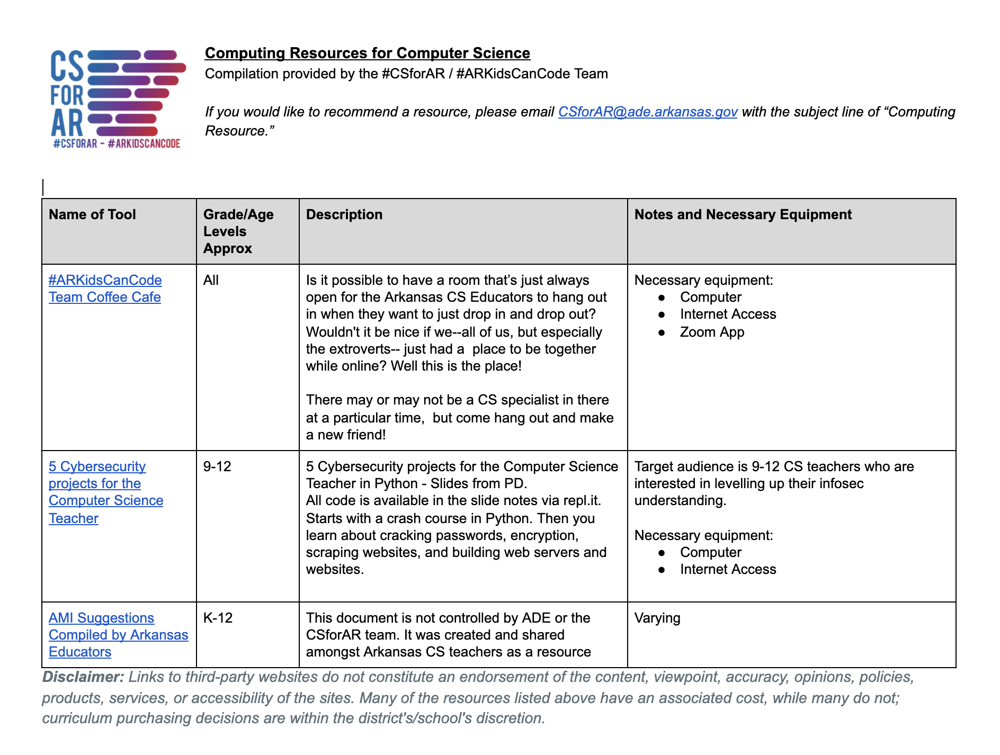 CS
FOR
AR
#CSFORAR - #ARKIDSCANCODE
Computing Resources for Computer Science
Compilation provided by the #CSforAR / #ARKidsCanCode Team
If you would like to recommend a resource, please email CSforAR@ade.arkansas.gov with the subject line of “Computing
Resource.”
Name of Tool
Grade/Age
Levels
Approx
Description
Notes and Necessary Equipment
#ARKidsCanCode
Team Coffee Cafe
All
Is it possible to have a room that’s just always
open for the Arkansas CS Educators to hang out
in when they want to just drop in and drop out?
Wouldn't it be nice if we--all of us, but especially
the extroverts-- just had a  place to be together
while online? Well this is the place!
There may or may not be a CS specialist in there
at a particular time,  but come hang out and make
a new friend!
Necessary equipment:
● Computer
● Internet Access
● Zoom App
5 Cybersecurity
projects for the
Computer Science
Teacher
9-12
5 Cybersecurity projects for the Computer Science
Teacher in Python - Slides from PD.
All code is available in the slide notes via repl.it.
Starts with a crash course in Python. Then you
learn about cracking passwords, encryption,
scraping websites, and building web servers and
websites.
Target audience is 9-12 CS teachers who are
interested in levelling up their infosec
understanding.
Necessary equipment:
● Computer
● Internet Access
AMI Suggestions
Compiled by Arkansas
Educators
K-12
This document is not controlled by ADE or the
CSforAR team. It was created and shared
amongst Arkansas CS teachers as a resource
Varying
Disclaimer: Links to third-party websites do not constitute an endorsement of the content, viewpoint, accuracy, opinions, policies,
products, services, or accessibility of the sites. Many of the resources listed above have an associated cost, while many do not;
curriculum purchasing decisions are within the district's/school's discretion.